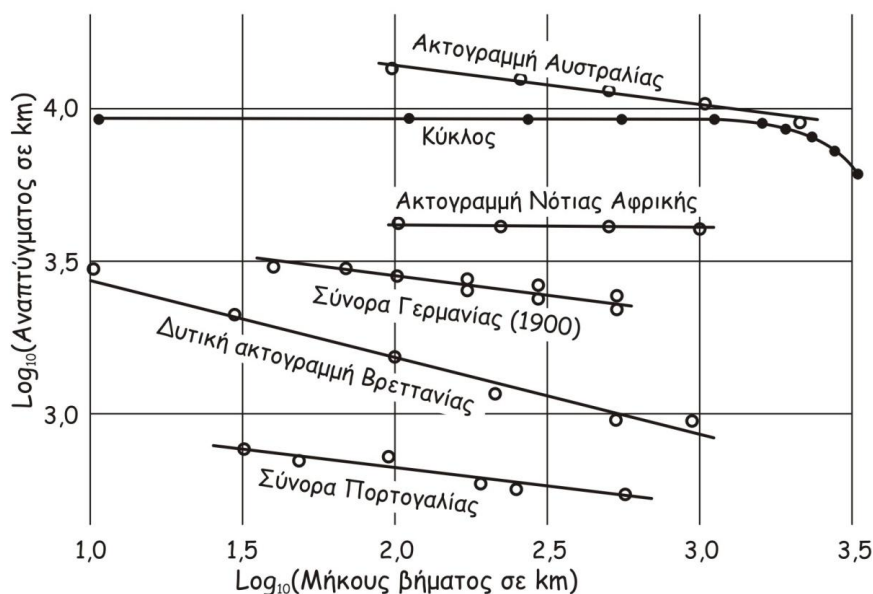 Log₁₀(Αναπτύγματος σε km)
4,0
3,5
3,0
Ακτογραμμή Αυστραλίας
Κύκλος
Ακτογραμμή Νότιας Αφρικής
Σύνορα Γερμανίας (1900)
Δυτική ακτογραμμή Βρεττανίας
Σύνορα Πορτογαλίας
1,0 1,5 2,0 2,5 3,0 3,5
Log₁₀(Μήκους βήματος σε km)